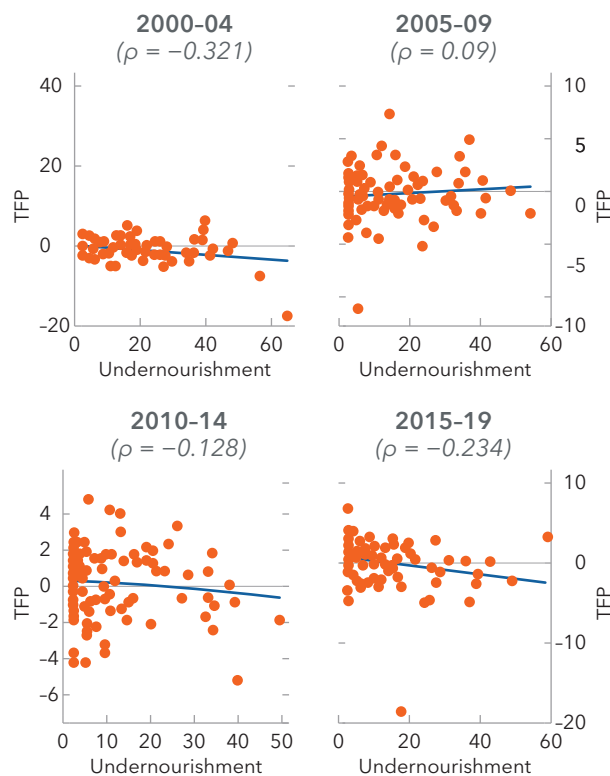 2000–04
(ρ = −0.321)
40
20
0
–20
TFP
0 20 40 60
Undernourishment
2005–09
(ρ = 0.09)
10
5
0
–5
–10
TFP
0 20 40 60
Undernourishment
2010–14
(ρ = −0.128)
4
2
0
–2
–4
–6
TFP
0 10 20 30 40 50
Undernourishment
2015–19
(ρ = −0.234)
10
0
–10
–20
TFP
0 20 40 60
Undernourishment